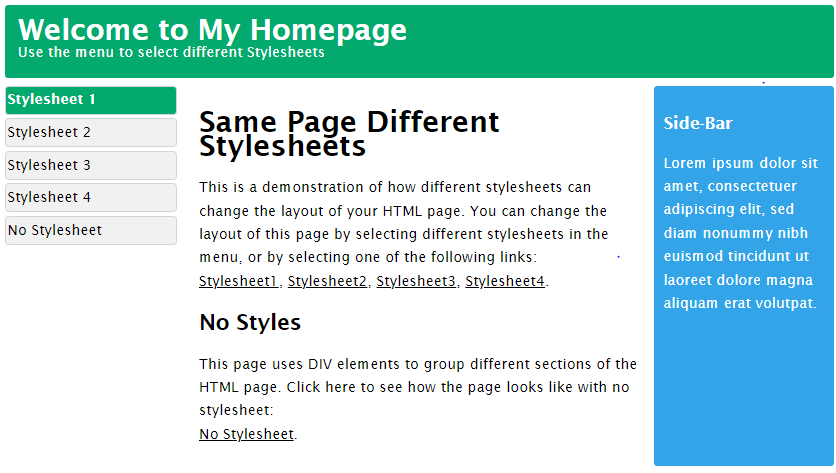 Welcome to My Homepage
Use the menu to select different Stylesheets
Stylesheet 1
Stylesheet 2
Stylesheet 3
Stylesheet 4
No Stylesheet
Same Page Different
Stylesheets
This is a demonstration of how different stylesheets can
change the layout of your HTML page. You can change the
layout of this page by selecting different stylesheets in the
menu, or by selecting one of the following links:
Stylesheet1, Stylesheet2, Stylesheet3, Stylesheet4.
No Styles
This page uses DIV elements to group different sections of the
HTML page. Click here to see how the page looks like with no
stylesheet:
No Stylesheet.
Side-Bar
Lorem ipsum dolor sit
amet, consectetuer
adipiscing elit, sed
diam nonummy nibh
euismod tincidunt ut
laoreet dolore magna
aliquam erat volutpat.